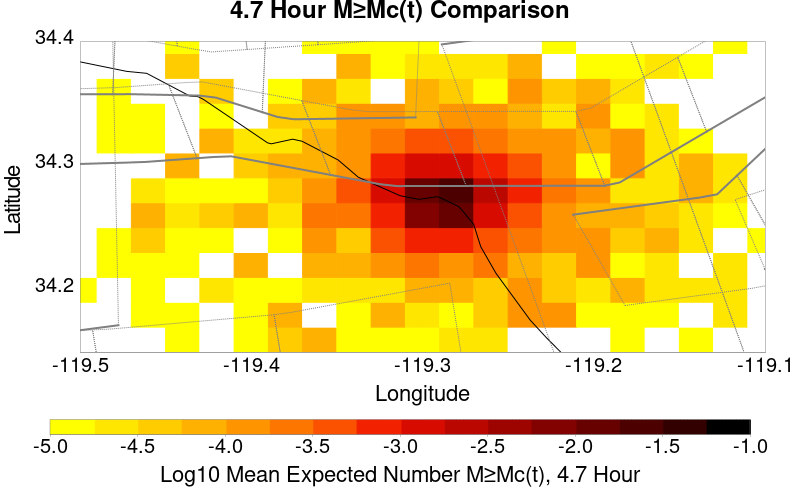 4.7 Hour M≥Mc(t) Comparison
34.4
34.3
34.2
Latitude
-119.5 -119.4 -119.3 -119.2 -119.1
Longitude
-5.0 -4.5 -4.0 -3.5 -3.0 -2.5 -2.0 -1.5 -1.0
Log10 Mean Expected Number M≥Mc(t), 4.7 Hour